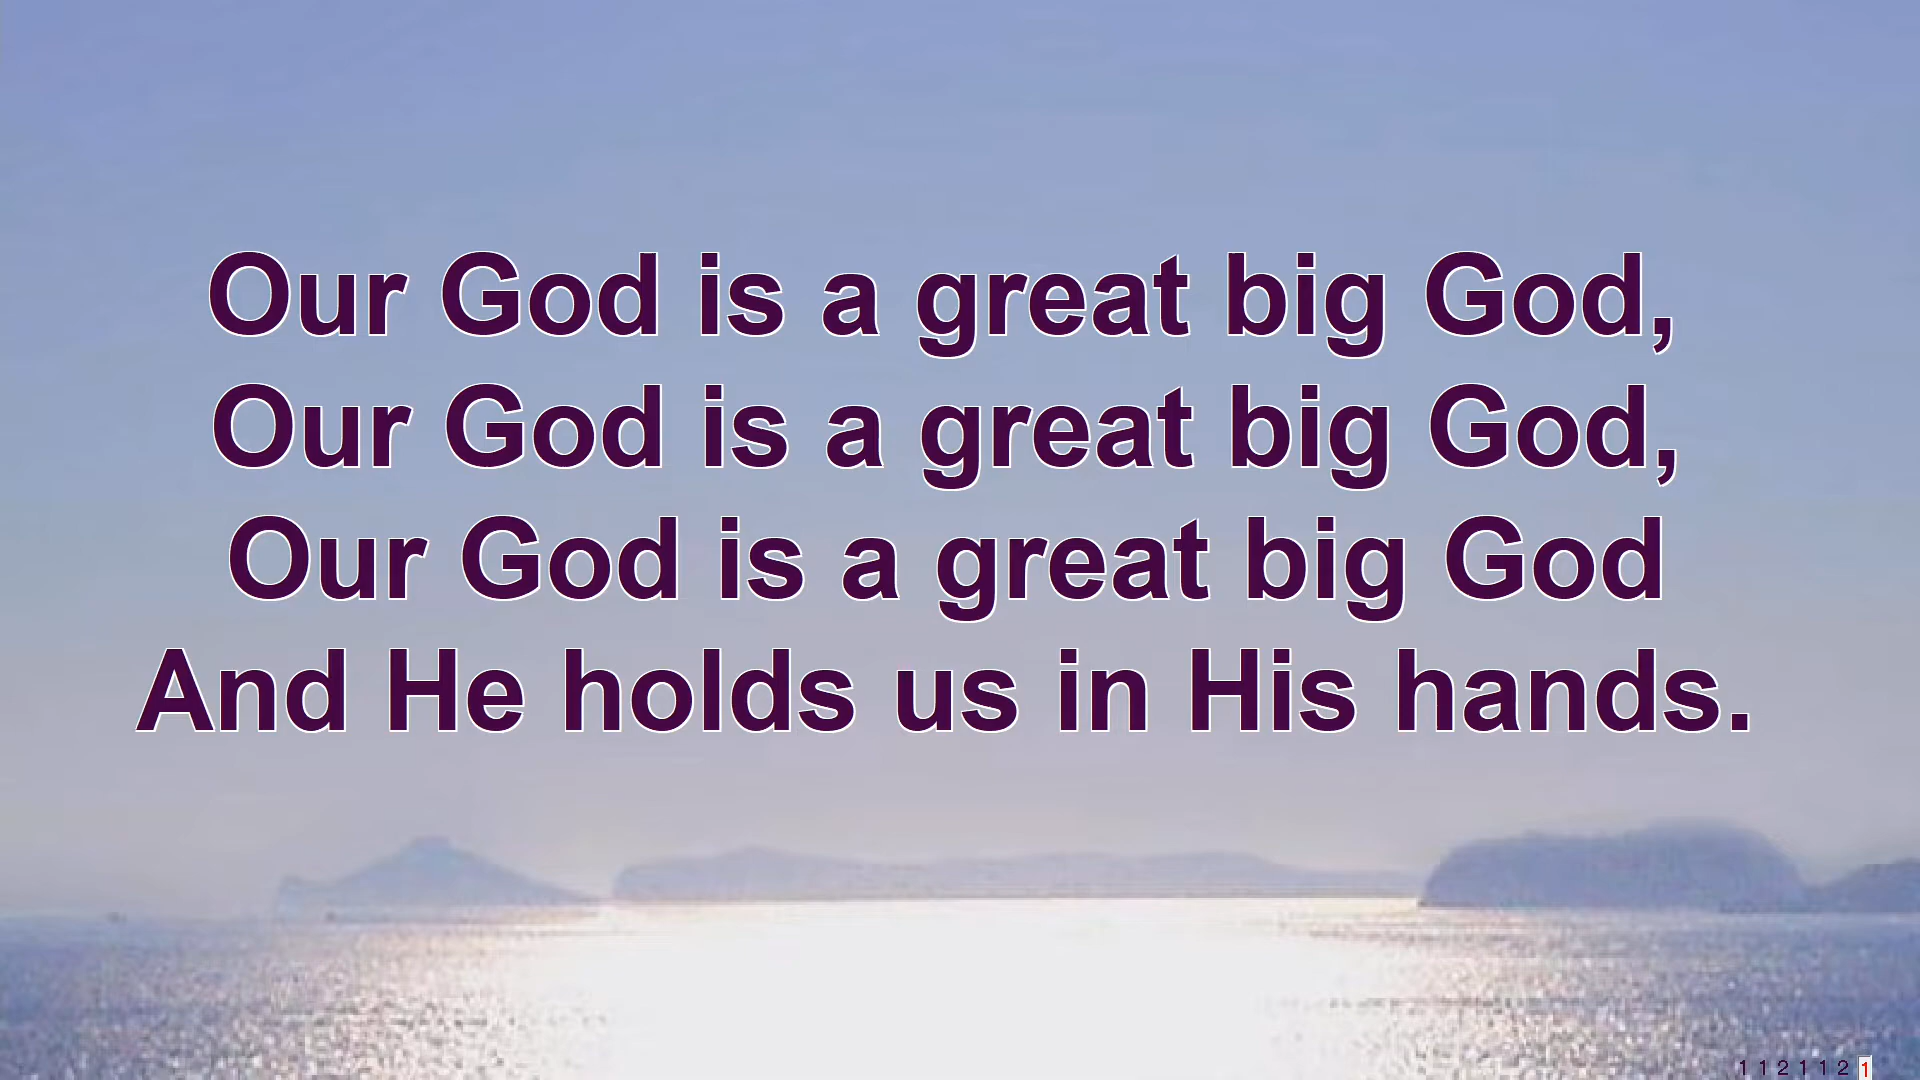 Our God is a great big God,
Our God is a great big God,
Our God is a great big God
And He holds us in His hands.
1 1 2 1 1 2 1